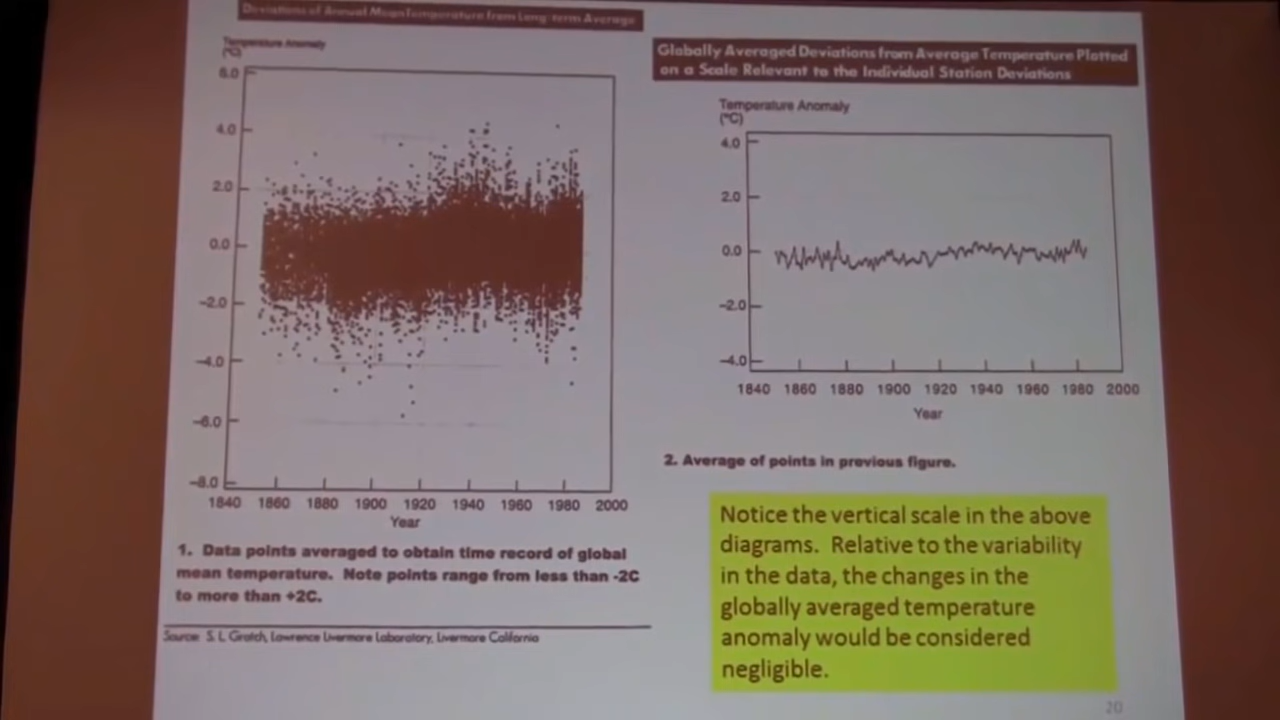 Deviations of Annual Mean Temperature from Long-term Average
Temperature Anomaly
(°C)
6.0
4.0
2.0
0.0
-2.0
-4.0
-6.0
-8.0
1840 1860 1880 1900 1920 1940 1960 1980 2000
Year
1. Data points averaged to obtain time record of global
mean temperature. Note points range from less than -2C
to more than +2C.
Source: S. L. Grotch, Lawrence Livermore Laboratory, Livermore California
Globally Averaged Deviations from Average Temperature Plotted
on a Scale Relevant to the Individual Station Deviations
Temperature Anomaly
(°C)
4.0
2.0
0.0
-2.0
-4.0
1840 1860 1880 1900 1920 1940 1960 1980 2000
Year
2. Average of points in previous figure.
Notice the vertical scale in the above
diagrams. Relative to the variability
in the data, the changes in the
globally averaged temperature
anomaly would be considered
negligible.
20